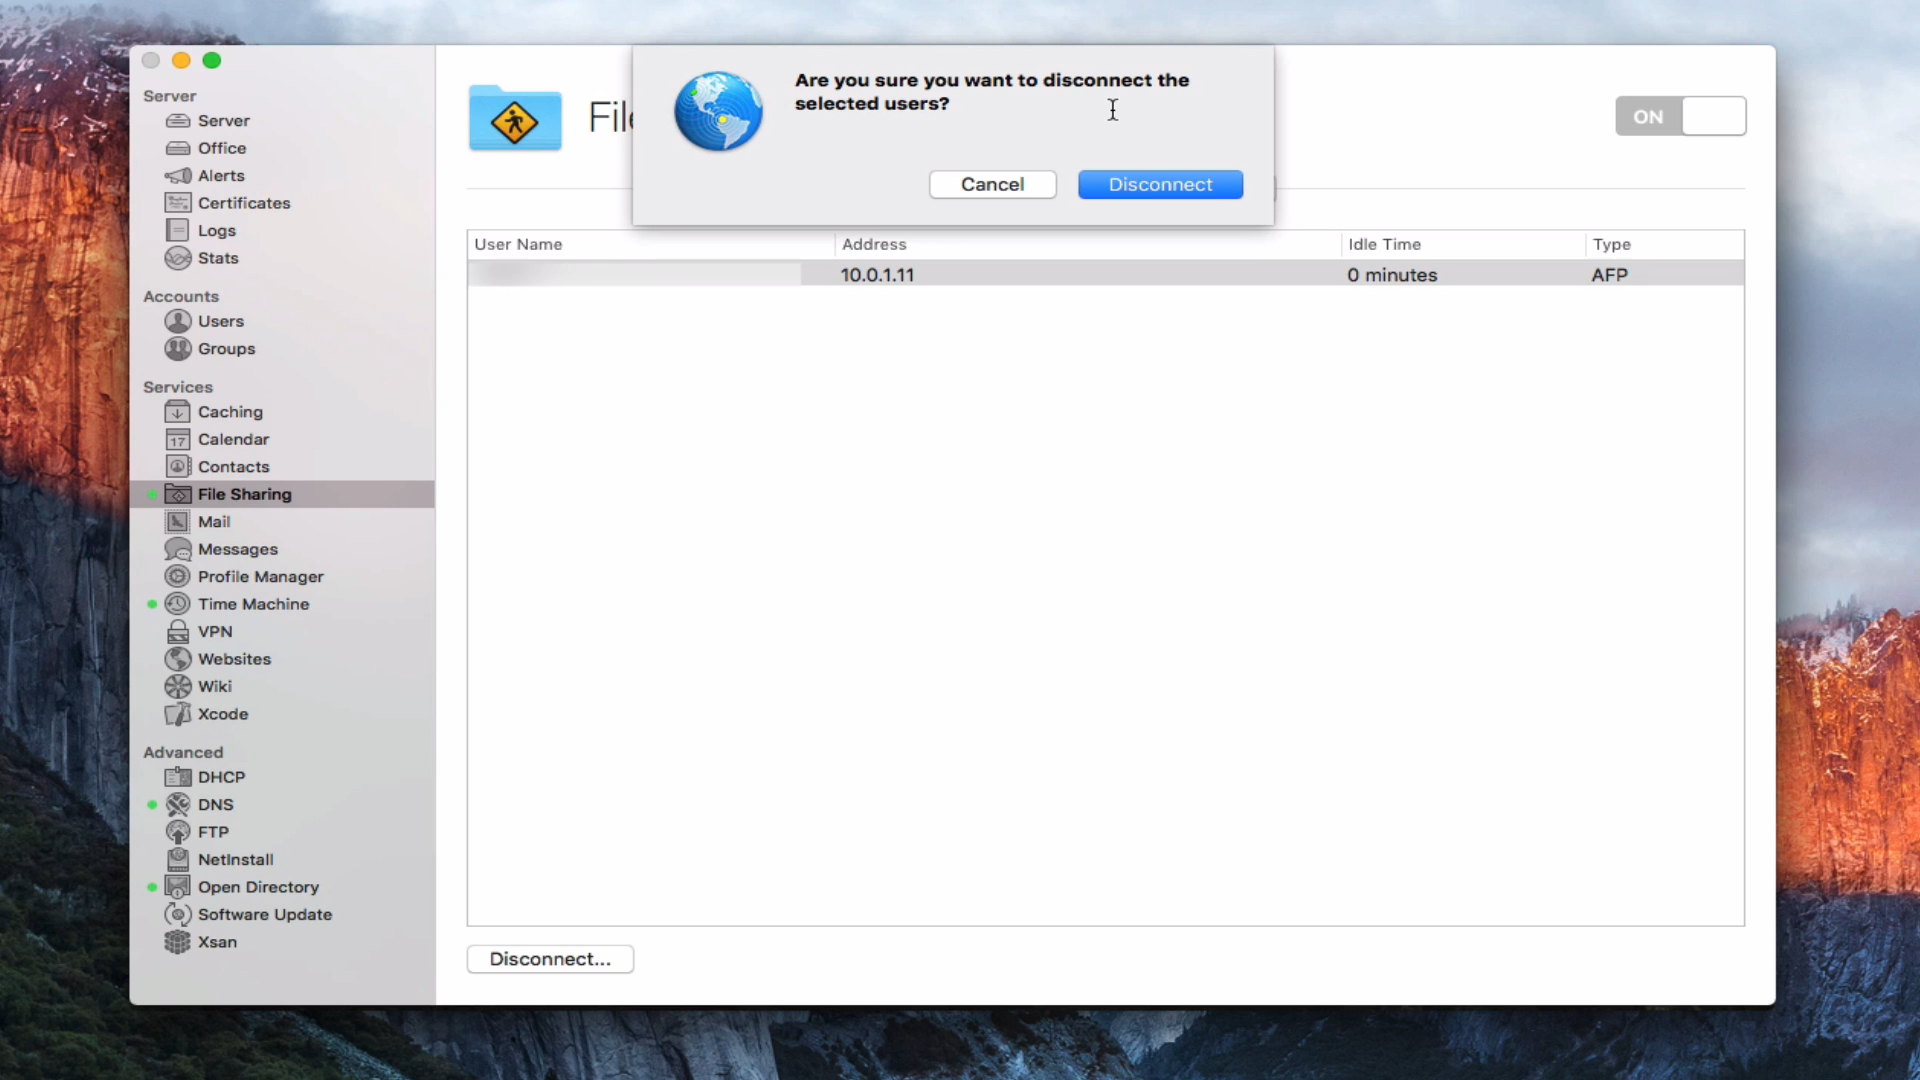 Server
Server
Office
Alerts
Certificates
Logs
Stats
Accounts
Users
Groups
Services
Caching
17 Calendar
Contacts
File Sharing
Mail
Messages
Profile Manager
Time Machine
VPN
Websites
Wiki
Xcode
Advanced
DHCP
DNS
FTP
NetInstall
Open Directory
Software Update
Xsan
File
ON
Are you sure you want to disconnect the
selected users?
Cancel Disconnect
User Name Address Idle Time Type
10.0.1.11 0 minutes AFP
Disconnect...